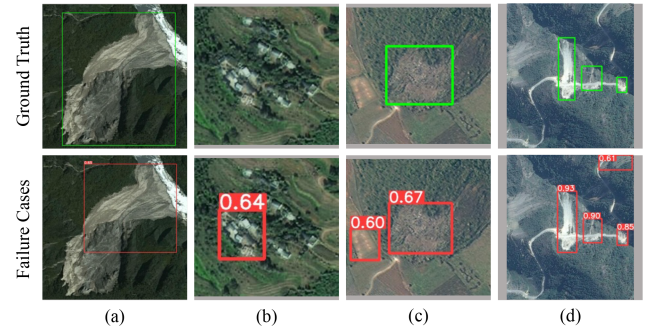 Ground Truth
Failure Cases
0.64
0.60
0.67
0.61
0.93
0.90
0.85
(a)
(b)
(c)
(d)